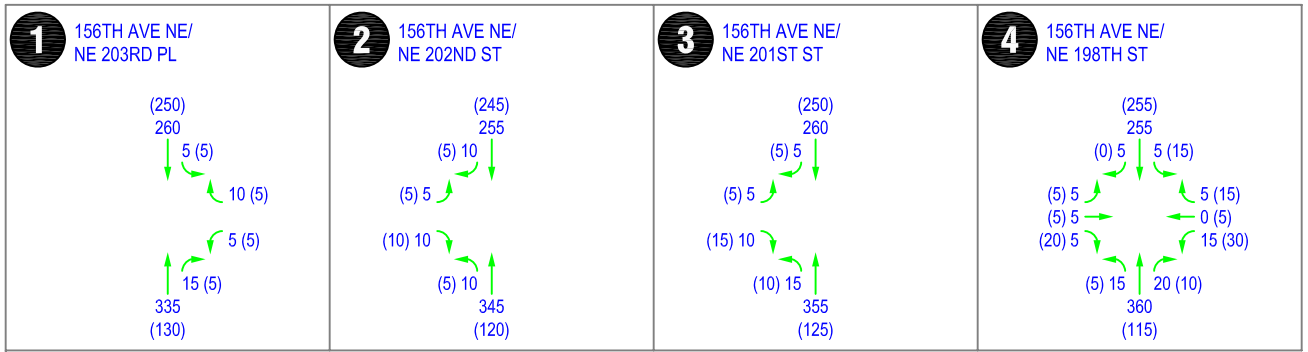 1
156TH AVE NE/
NE 203RD PL
(250)
260
5 (5)
10 (5)
5 (5)
15 (5)
335
(130)
2
156TH AVE NE/
NE 202ND ST
(245)
255
(5) 10
(5) 5
(10) 10
(5) 10
345
(120)
3
156TH AVE NE/
NE 201ST ST
(250)
260
(5) 5
(5) 5
(15) 10
(10) 15
355
(125)
4
156TH AVE NE/
NE 198TH ST
(255)
255
(0) 5 5 (15)
(5) 5 5 (15)
(5) 5 0 (5)
(20) 5 15 (30)
(5) 15 20 (10)
360
(115)